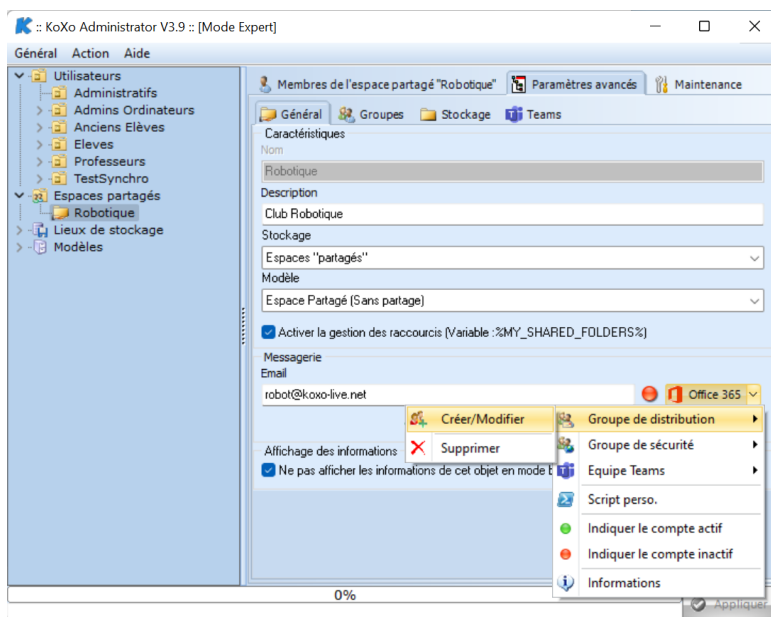 :: KoXo Administrator V3.9 :: [Mode Expert]
Général Action Aide
Utilisateurs
Administratifs
Admins Ordinateurs
Anciens Elèves
Eleves
Professeurs
TestSynchro
Espaces partagés
Robotique
Lieux de stockage
Modèles
Membres de l'espace partagé "Robotique" Paramètres avancés Maintenance
Général Groupes Stockage Teams
Caractéristiques
Nom
Robotique
Description
Club Robotique
Stockage
Espaces "partagés"
Modèle
Espace Partagé (Sans partage)
Activer la gestion des raccourcis (Variable :%MY_SHARED_FOLDERS%)
Messagerie
Email
robot@koxo-live.net Office 365
Créer/Modifier
Supprimer
Groupe de distribution
Groupe de sécurité
Equipe Teams
Script perso.
Indiquer le compte actif
Indiquer le compte inactif
Informations
Affichage des informations
Ne pas afficher les informations de cet objet en mode
0%
Appliquer